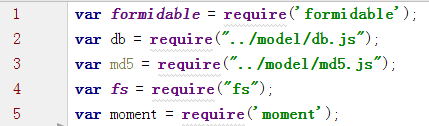 1 var formidable = require('formidable');
2 var db = require("../model/db.js");
3 var md5 = require("../model/md5.js");
4 var fs = require("fs");
5 var moment = require('moment');